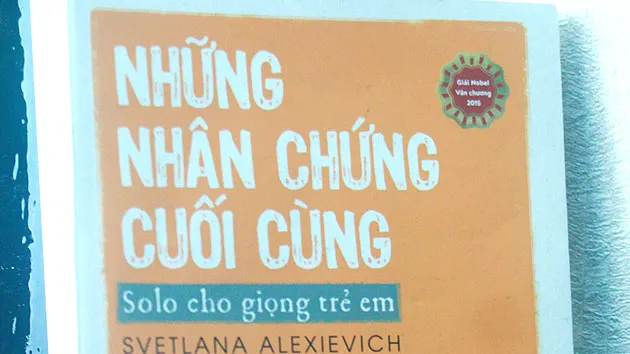 NHỮNG
NHÂN CHỨNG
CUỐI CÙNG
Solo cho giọng trẻ em
SVETLANA ALEXIEVICH
Giải Nobel
Văn chương
2015